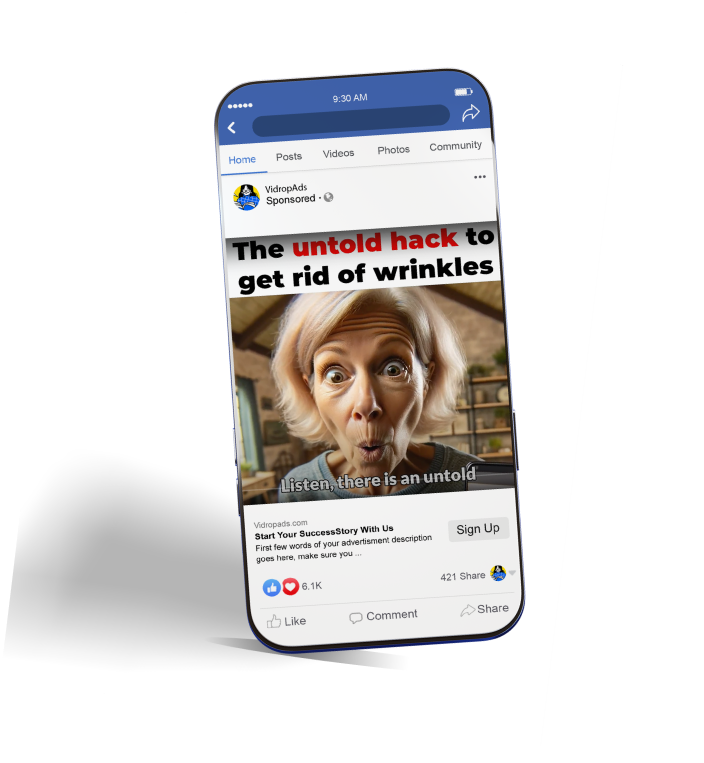 9:30 AM
Home Posts Videos Photos Community
VidropAds
Sponsored ·
The untold hack to
get rid of wrinkles
Listen, there is an untold
Vidropads.com
Start Your SuccessStory With Us
First few words of your advertisment description
goes here, make sure you ...
Sign Up
6.1K
421 Share
Like Comment Share